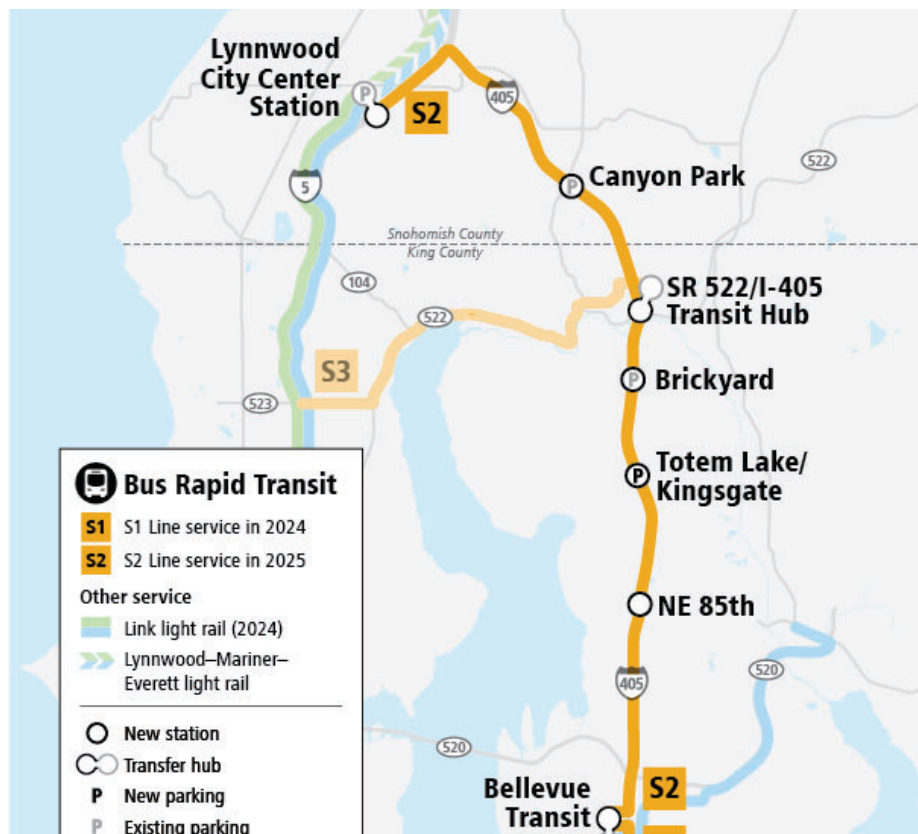 Lynnwood
City Center
Station
P
S2
405
5
P
Canyon Park
522
Snohomish County
King County
104
SR 522/I-405
Transit Hub
522
S3
523
P
Brickyard
P
Totem Lake/
Kingsgate
NE 85th
405
520
520
Bellevue
Transit
S2
Bus Rapid Transit
S1 S1 Line service in 2024
S2 S2 Line service in 2025
Other service
Link light rail (2024)
Lynnwood–Mariner–
Everett light rail
New station
Transfer hub
P New parking
P Existing parking